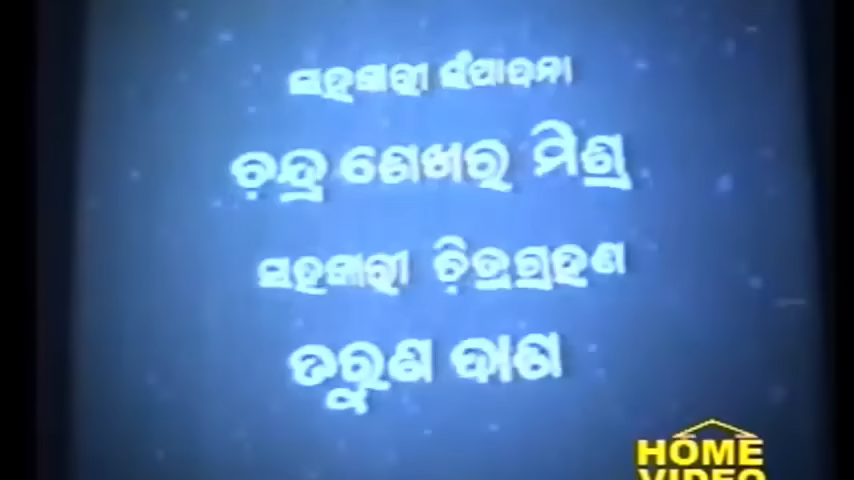 ସହକାରୀ ସଂପାଦନା
ଚନ୍ଦ୍ର ଶେଖର ମିଶ୍ର
ସହକାରୀ ଚିତ୍ରଗ୍ରହଣ
ତରୁଣ ଦାଶ
HOME
VIDEO